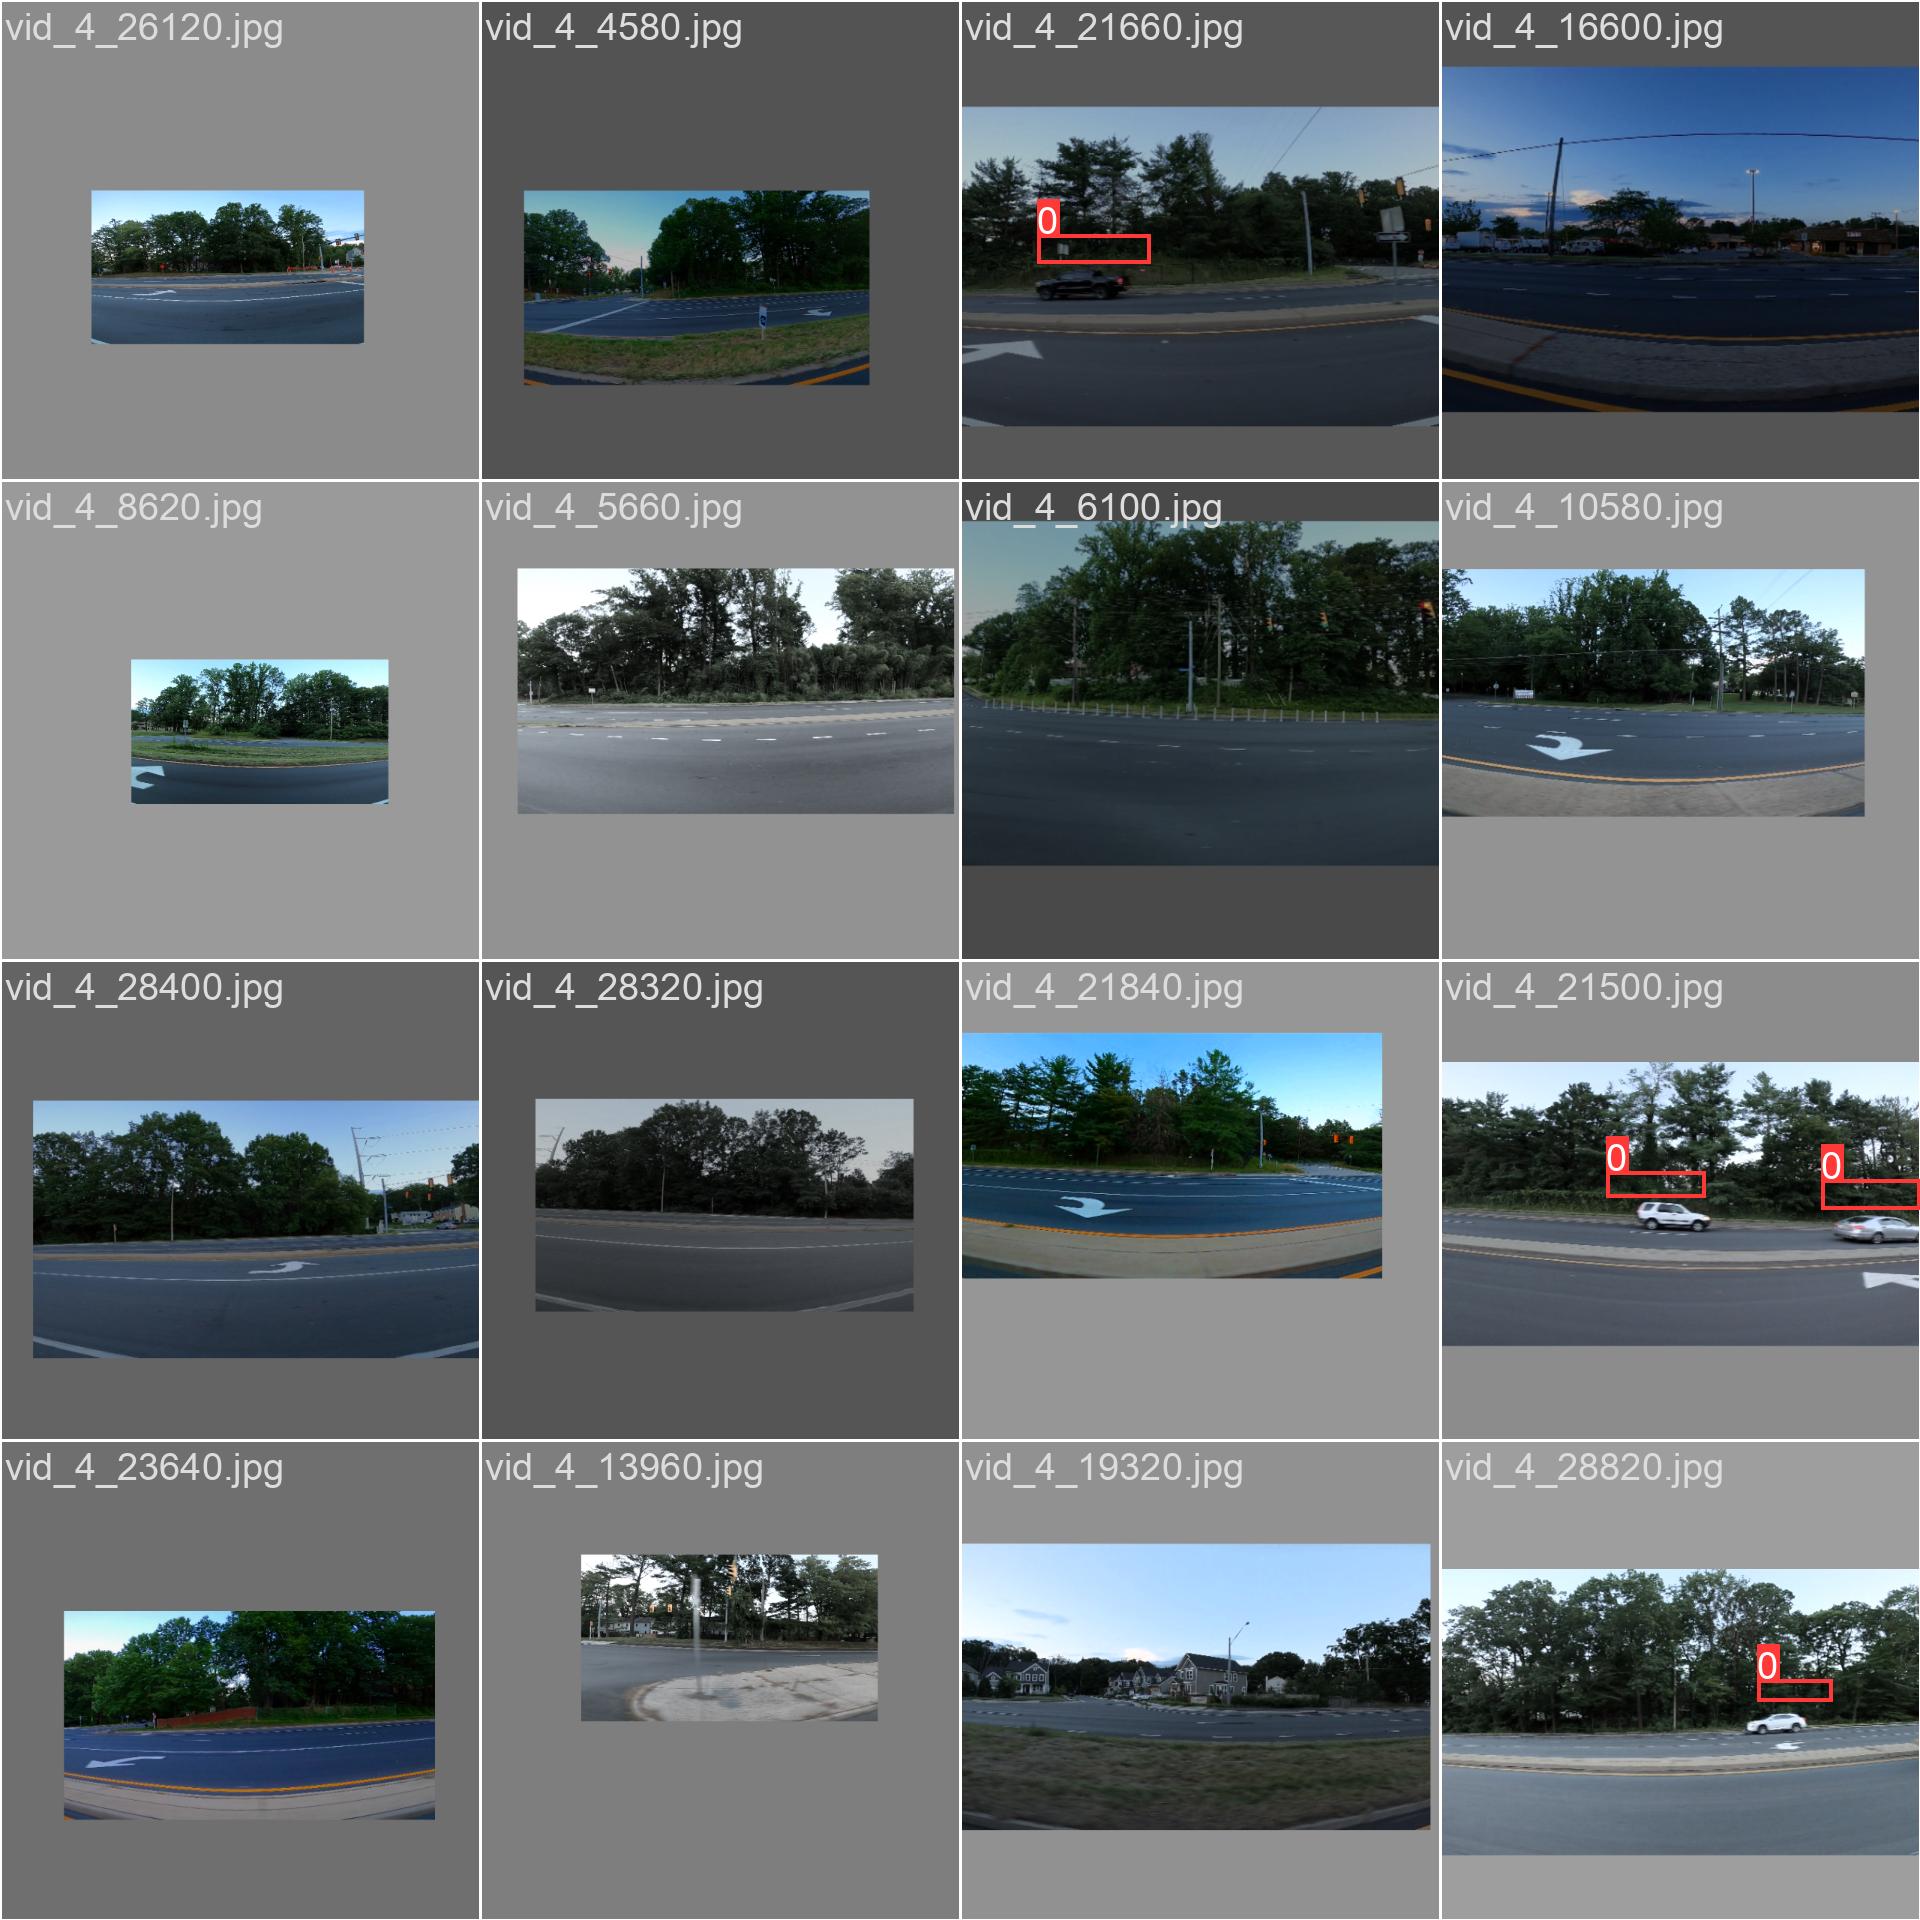 vid_4_26120.jpg
vid_4_4580.jpg
vid_4_21660.jpg
vid_4_16600.jpg
0
vid_4_8620.jpg
vid_4_5660.jpg
vid_4_6100.jpg
vid_4_10580.jpg
vid_4_28400.jpg
vid_4_28320.jpg
vid_4_21840.jpg
vid_4_21500.jpg
0
0
vid_4_23640.jpg
vid_4_13960.jpg
vid_4_19320.jpg
vid_4_28820.jpg
0